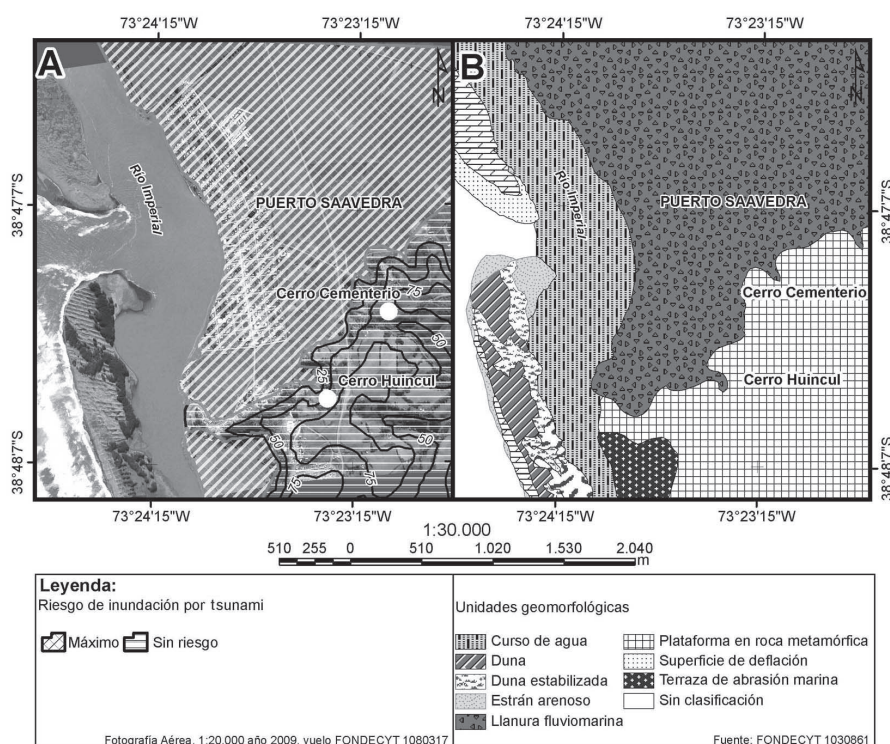 73°24'15"W
73°23'15"W
73°24'15"W
73°23'15"W
A
N
B
N
38°47'7"S
38°47'7"S
Río Imperial
PUERTO SAAVEDRA
Río Imperial
PUERTO SAAVEDRA
Cerro Cementerio
75
Cerro Cementerio
50
25
Cerro Huincul
Cerro Huincul
50
50
75
75
38°48'7"S
38°48'7"S
73°24'15"W
73°23'15"W
73°24'15"W
73°23'15"W
1:30.000
510 255 0 510 1.020 1.530 2.040
m
Leyenda:
Riesgo de inundación por tsunami
Máximo Sin riesgo
Fotografía Aérea, 1:20.000 año 2009, vuelo FONDECYT 1080317
Unidades geomorfológicas
Curso de agua
Duna
Duna estabilizada
Estrán arenoso
Llanura fluviomarina
Plataforma en roca metamórfica
Superficie de deflación
Terraza de abrasión marina
Sin clasificación
Fuente: FONDECYT 1030861